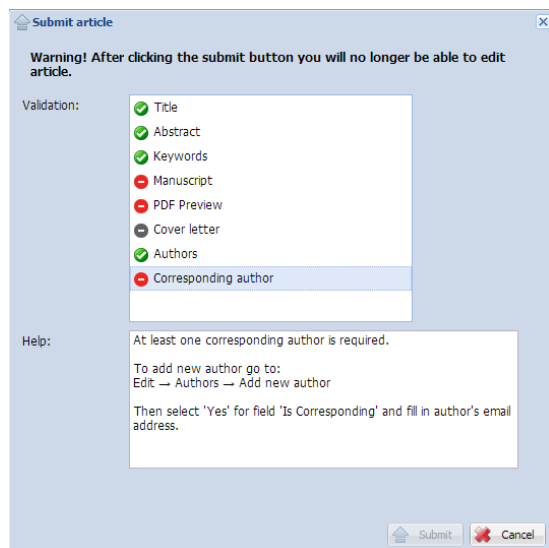 Submit article
Warning! After clicking the submit button you will no longer be able to edit
article.
Validation:
Title
Abstract
Keywords
Manuscript
PDF Preview
Cover letter
Authors
Corresponding author
Help:
At least one corresponding author is required.
To add new author go to:
Edit → Authors → Add new author
Then select 'Yes' for field 'Is Corresponding' and fill in author's email
address.
Submit
Cancel